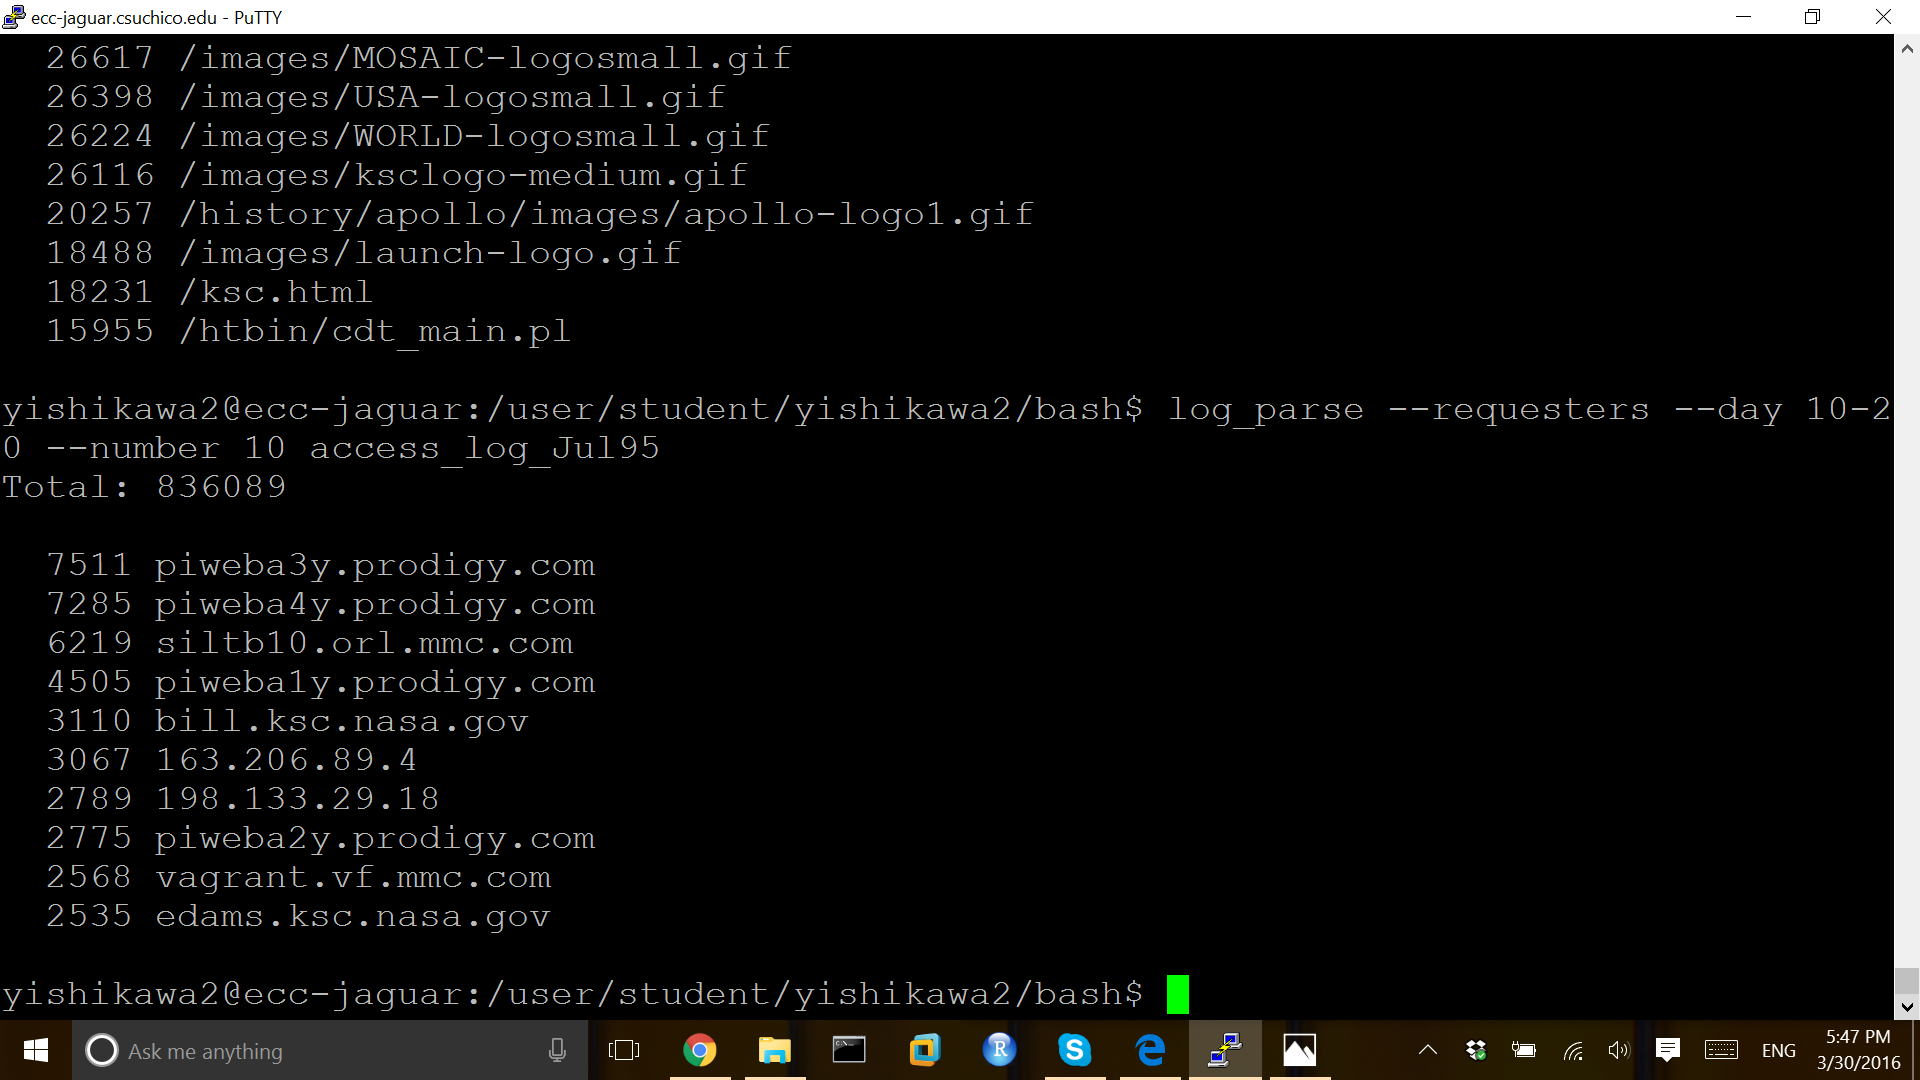 ecc-jaguar.csuchico.edu - PuTTY
26617 /images/MOSAIC-logosmall.gif
26398 /images/USA-logosmall.gif
26224 /images/WORLD-logosmall.gif
26116 /images/ksclogo-medium.gif
20257 /history/apollo/images/apollo-logo1.gif
18488 /images/launch-logo.gif
18231 /ksc.html
15955 /htbin/cdt_main.pl
yishikawa2@ecc-jaguar:/user/student/yishikawa2/bash$ log_parse --requesters --day 10-2
0 --number 10 access_log_Jul95
Total: 836089
7511 piweba3y.prodigy.com
7285 piweba4y.prodigy.com
6219 siltb10.orl.mmc.com
4505 piweba1y.prodigy.com
3110 bill.ksc.nasa.gov
3067 163.206.89.4
2789 198.133.29.18
2775 piweba2y.prodigy.com
2568 vagrant.vf.mmc.com
2535 edams.ksc.nasa.gov
yishikawa2@ecc-jaguar:/user/student/yishikawa2/bash$
Ask me anything
R
S
ENG
5:47 PM
3/30/2016